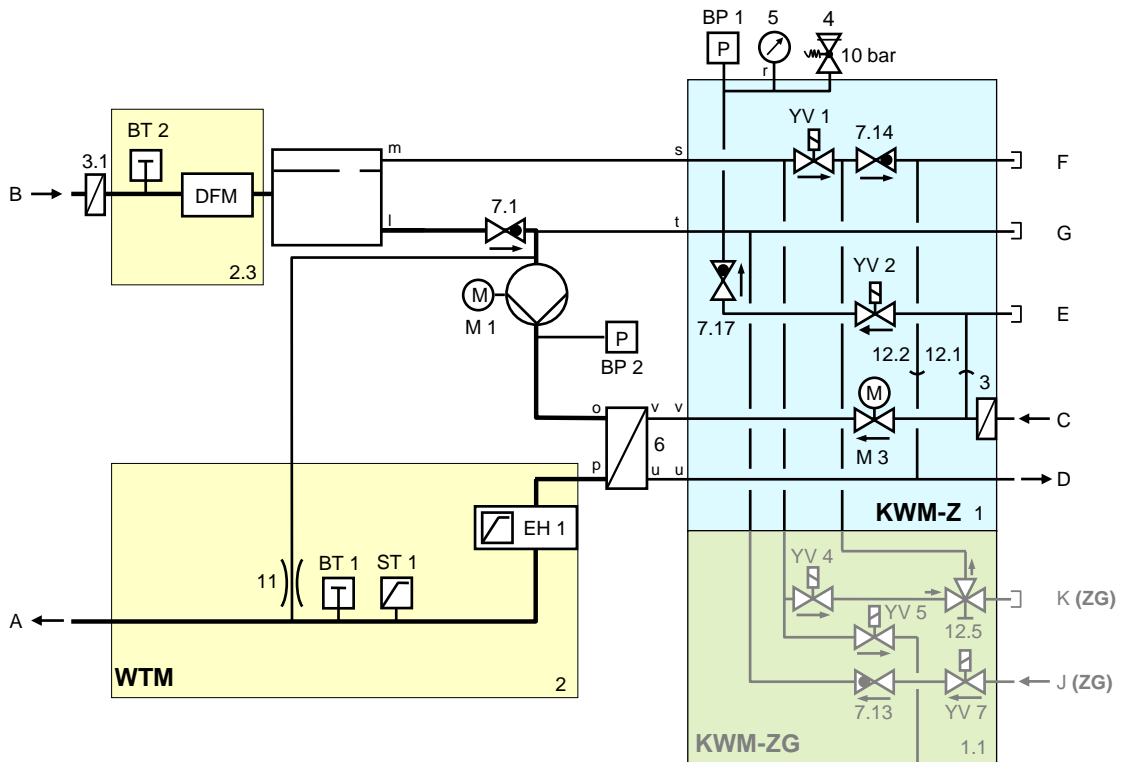 BP 1
5
4
P
r
10 bar
BT 2
YV 1
7.14
3.1
m
s
F
B
DFM
l
7.1
t
G
2.3
YV 2
M
M 1
7.17
E
P
BP 2
12.2
12.1
3
M
o
v
v
C
6
M 3
p
u
u
D
KWM-Z 1
EH 1
YV 4
BT 1
ST 1
11
K (ZG)
YV 5
12.5
A
WTM
2
J (ZG)
7.13
YV 7
KWM-ZG
1.1